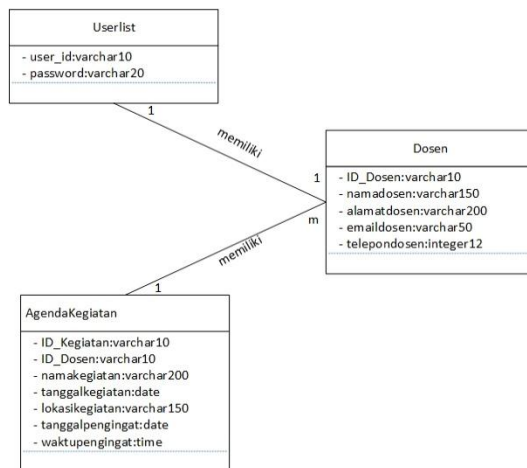 Userlist
- user_id:varchar10
- password:varchar20
1
memiliki
Dosen
- ID_Dosen:varchar10
- namadosen:varchar150
- alamatdosen:varchar200
- emaildosen:varchar50
- telepondosen:integer12
1
m
memiliki
1
AgendaKegiatan
- ID_Kegiatan:varchar10
- ID_Dosen:varchar10
- namakegiatan:varchar200
- tanggalkegiatan:date
- lokasikegiatan:varchar150
- tanggalpengingat:date
- waktupengingat:time